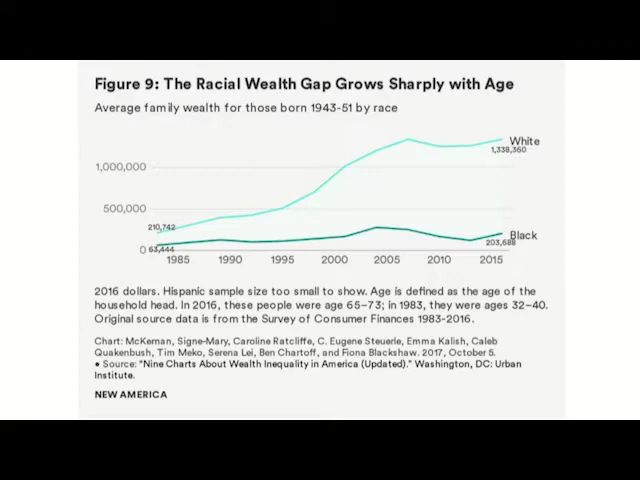 Figure 9: The Racial Wealth Gap Grows Sharply with Age
Average family wealth for those born 1943-51 by race
White
1,338,360
1,000,000
500,000
210,742
Black
203,688
0
63,444
1985
1990
1995
2000
2005
2010
2015
2016 dollars. Hispanic sample size too small to show. Age is defined as the age of the
household head. In 2016, these people were age 65–73; in 1983, they were ages 32–40.
Original source data is from the Survey of Consumer Finances 1983-2016.
Chart: McKernan, Signe-Mary, Caroline Ratcliffe, C. Eugene Steuerle, Emma Kalish, Caleb
Quakenbush, Tim Meko, Serena Lei, Ben Chartoff, and Fiona Blackshaw. 2017, October 5.
• Source: “Nine Charts About Wealth Inequality in America (Updated).” Washington, DC: Urban
Institute.
NEW AMERICA